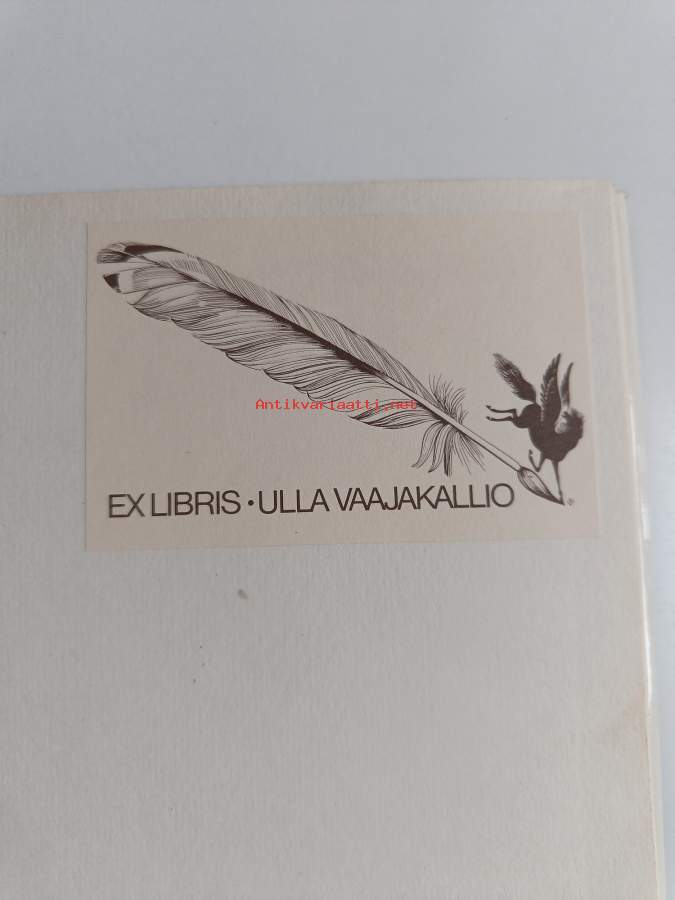 Antikvariaatti.net
EX LIBRIS • ULLA VAAJAKALLIO